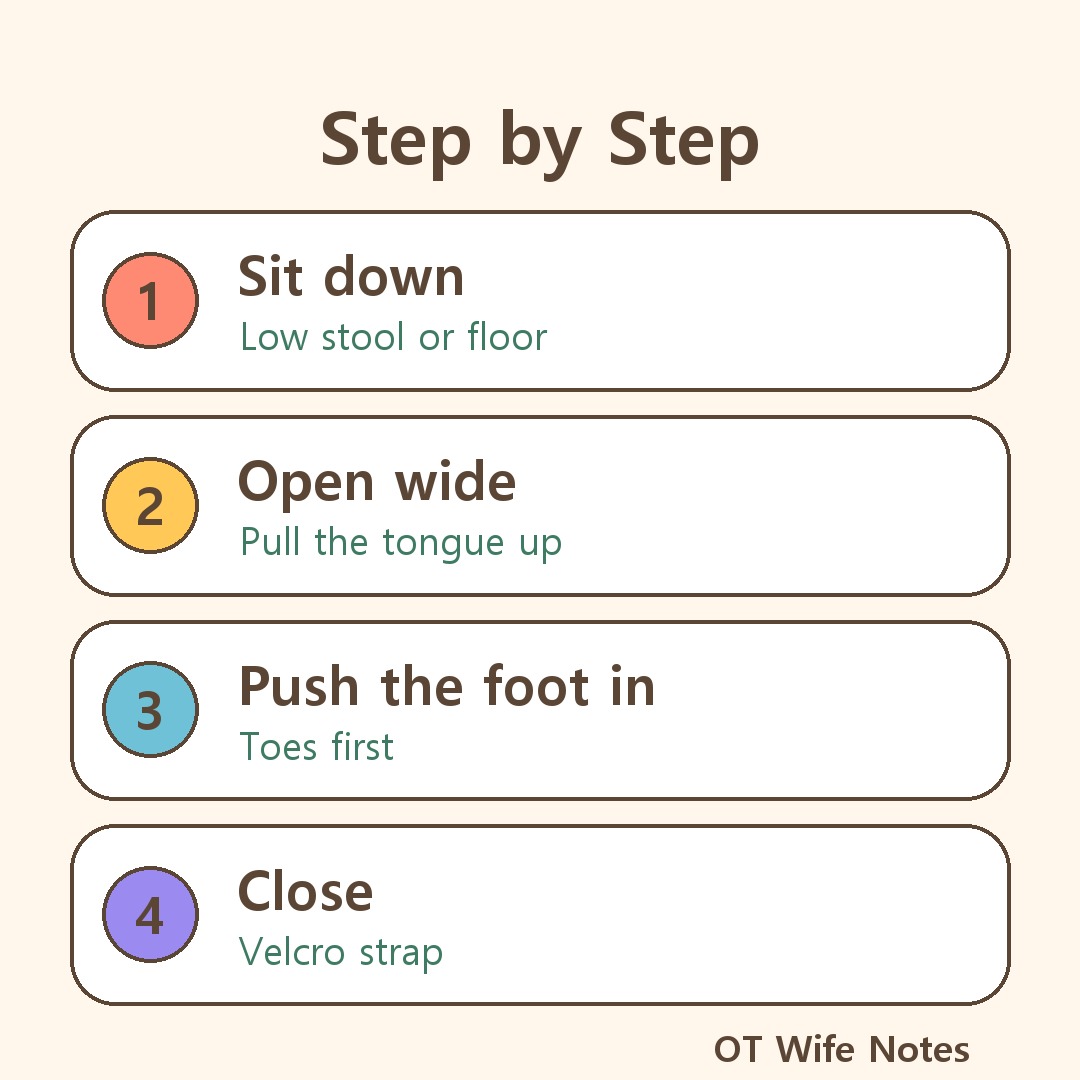 Step by Step
1
Sit down
Low stool or floor
2
Open wide
Pull the tongue up
3
Push the foot in
Toes first
4
Close
Velcro strap
OT Wife Notes